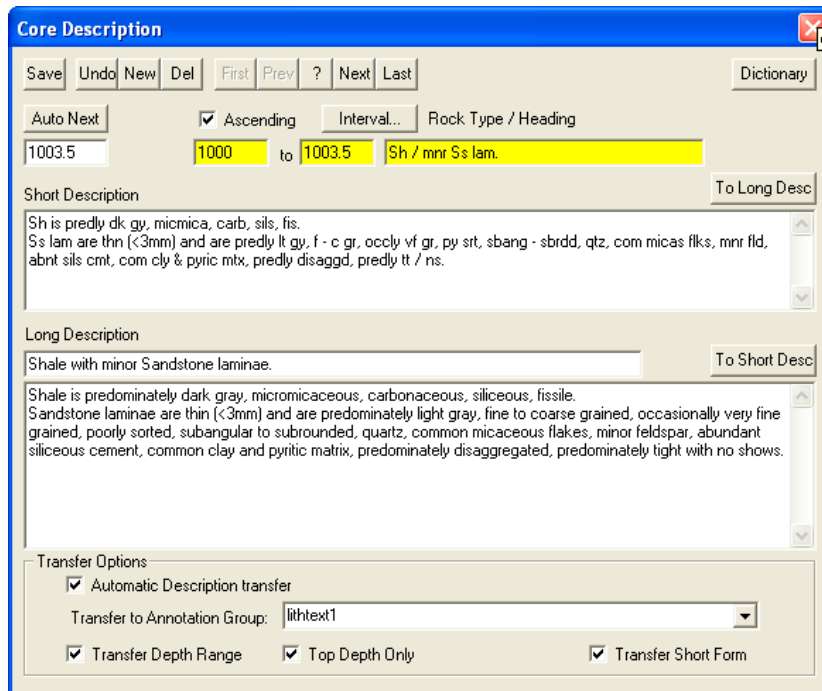 Core Description
Save Undo New Del First Prev ? Next Last Dictionary
Auto Next Ascending Interval... Rock Type / Heading
1003.5 1000 to 1003.5 Sh / mnr Ss lam.
Short Description To Long Desc
Sh is predly dk gy, micmica, carb, sils, fis.
Ss lam are thn (<3mm) and are predly lt gy, f - c gr, occly vf gr, py srt, sbang - sbrdd, qtz, com micas flks, mnr fld,
abnt sils cmt, com cly & pyric mtx, predly disaggd, predly tt / ns.
Long Description
Shale with minor Sandstone laminae. To Short Desc
Shale is predominately dark gray, micromicaceous, carbonaceous, siliceous, fissile.
Sandstone laminae are thin (<3mm) and are predominately light gray, fine to coarse grained, occasionally very fine
grained, poorly sorted, subangular to subrounded, quartz, common micaceous flakes, minor feldspar, abundant
siliceous cement, common clay and pyritic matrix, predominately disaggregated, predominately tight with no shows.
Transfer Options
Automatic Description transfer
Transfer to Annotation Group: lithtext1
Transfer Depth Range Top Depth Only Transfer Short Form